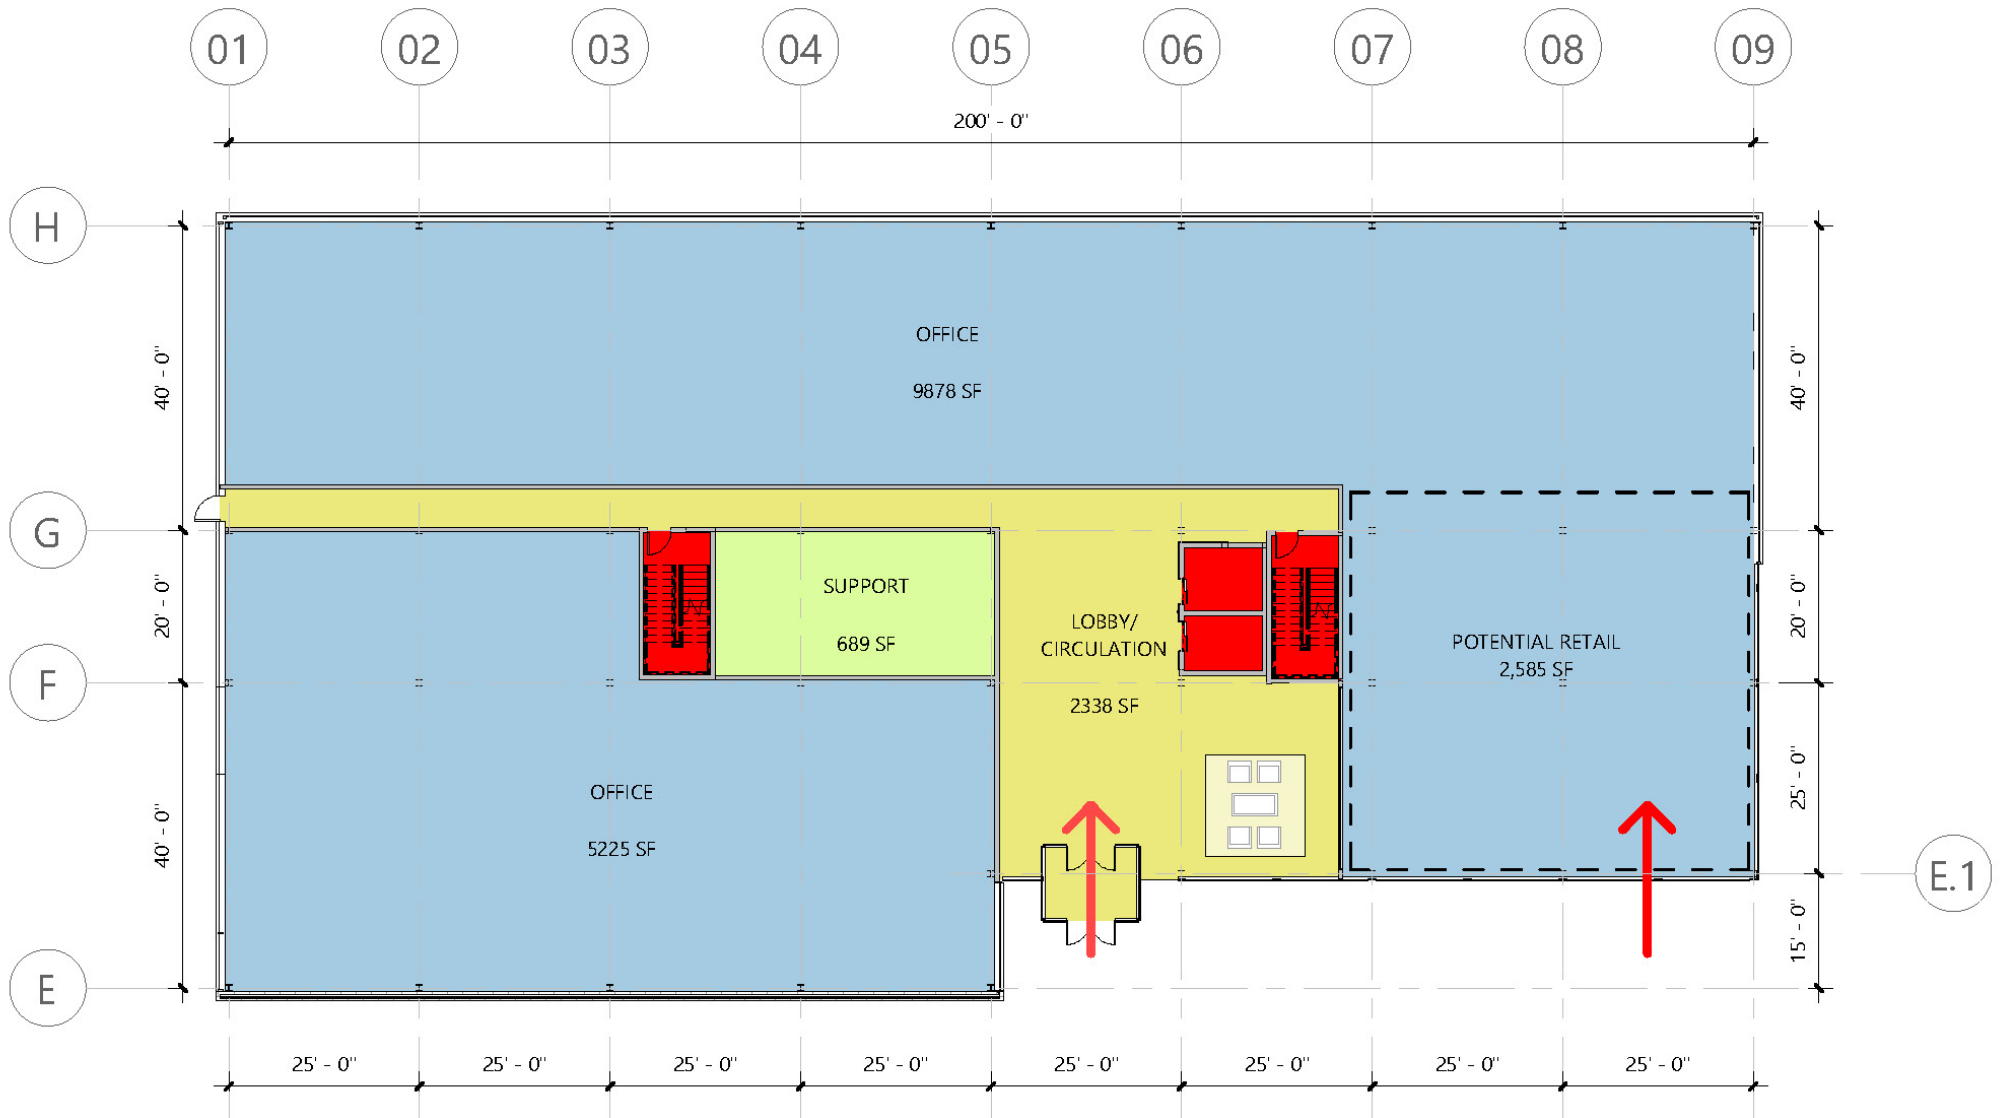 01 02 03 04 05 06 07 08 09
200' - 0"
H
OFFICE
9878 SF
40' - 0"
40' - 0"
G
SUPPORT
689 SF
20' - 0"
20' - 0"
LOBBY/
CIRCULATION
2338 SF
POTENTIAL RETAIL
2,585 SF
F
OFFICE
5225 SF
40' - 0"
25' - 0"
E.1
15' - 0"
E
25' - 0" 25' - 0" 25' - 0" 25' - 0" 25' - 0" 25' - 0" 25' - 0" 25' - 0"